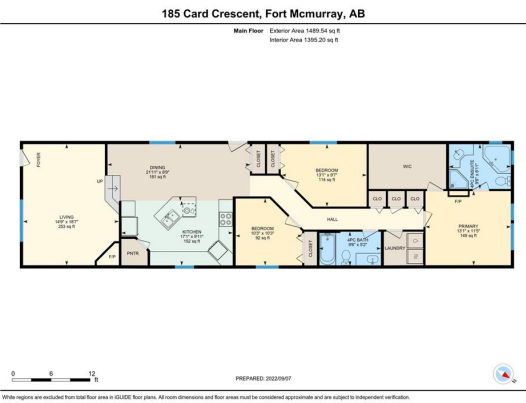 185 Card Crescent, Fort Mcmurray, AB
Main Floor Exterior Area 1489.54 sq ft
Interior Area 1395.20 sq ft
FOYER
UP
DINING
21'11" x 8'9"
181 sq ft
CLOSET
CLOSET
BEDROOM
13'1" x 9'7"
114 sq ft
W/C
4PC ENSUITE
LIVING
14'9" x 18'7"
253 sq ft
F/P
PNTR
KITCHEN
17'1" x 9'11"
152 sq ft
BEDROOM
10'3" x 10'3"
92 sq ft
CLOSET
HALL
CLO
CLO
CLO
4PC BATH
LAUNDRY
F/P
PRIMARY
13'1" x 11'5"
149 sq ft
0 6 12
ft
PREPARED: 2022/09/07
N
White regions are excluded from total floor area in iGUIDE floor plans. All room dimensions and floor areas must be considered approximate and are subject to independent verification.